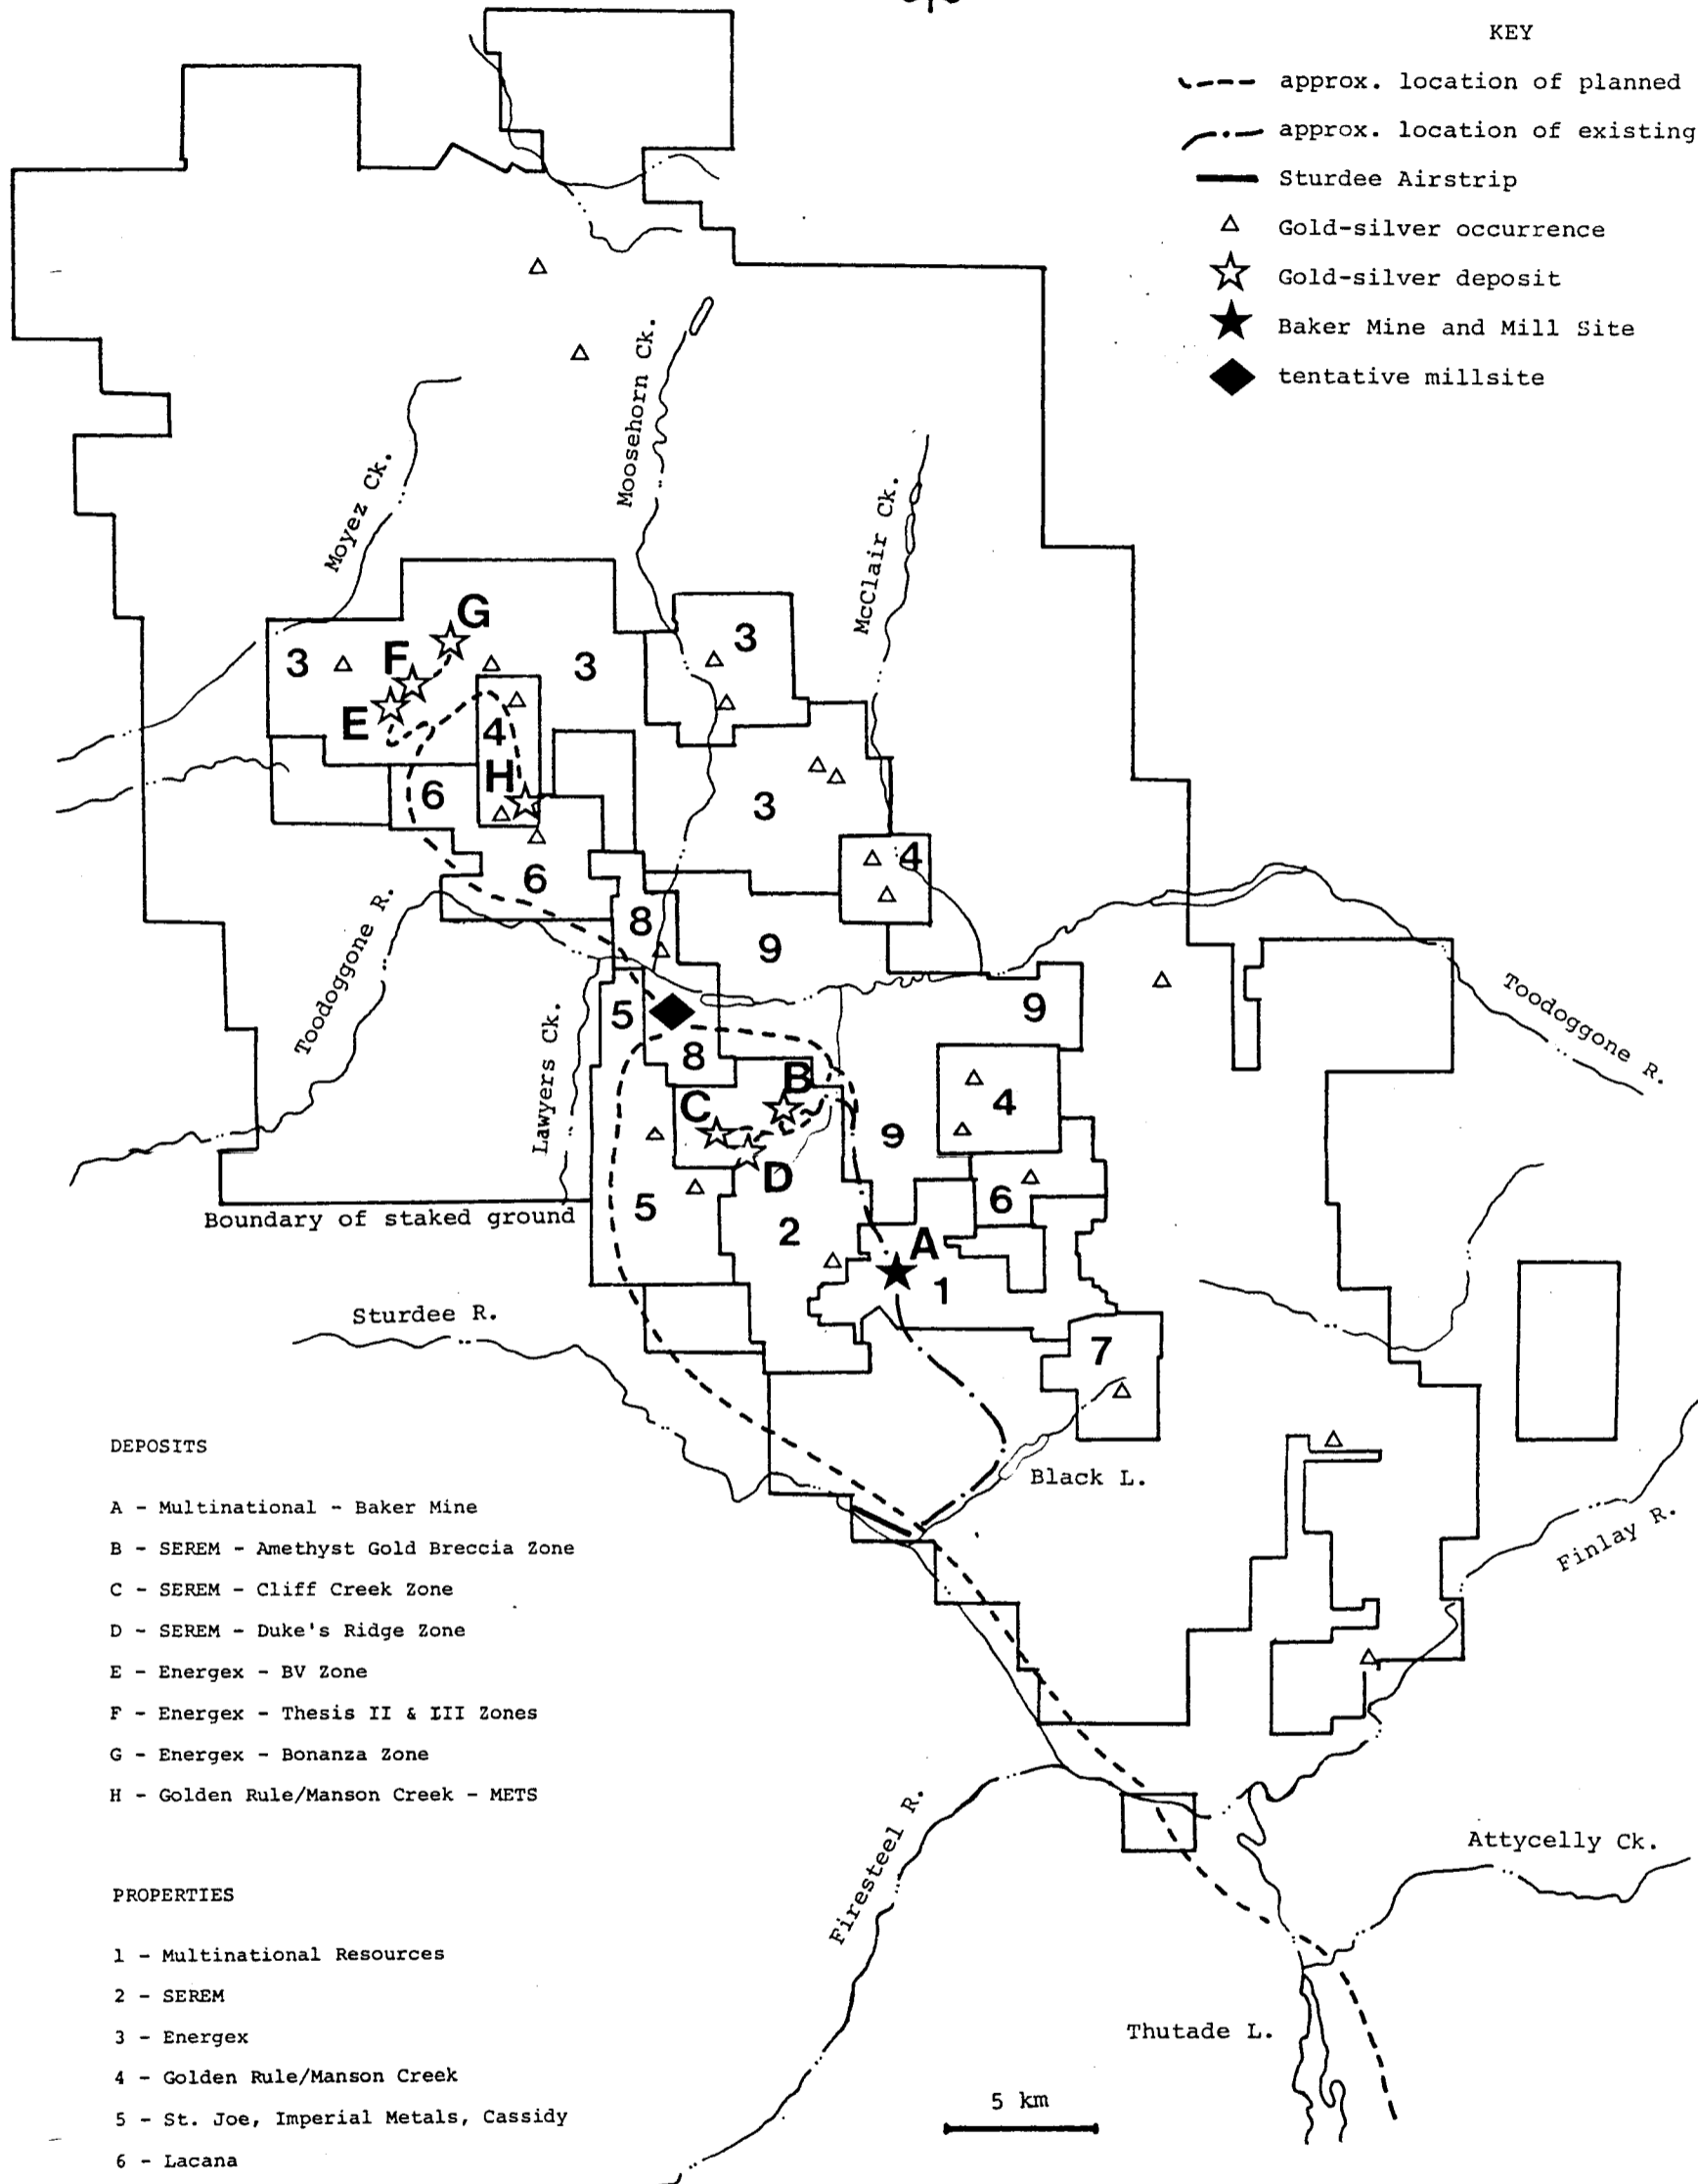 KEY
approx. location of planned
approx. location of existing
Sturdee Airstrip
Gold-silver occurrence
Gold-silver deposit
Baker Mine and Mill Site
tentative millsite
Moosehorn Ck.
Moyez Ck.
McClair Ck.
G
3
F
3
3
E
4
H
6
3
4
6
8
9
Toodoggone R.
Toodoggone R.
5
9
Lawyers Ck.
8
B
C
4
9
D
5
6
Boundary of staked ground
2
A
1
Sturdee R.
7
Black L.
Finlay R.
DEPOSITS
A - Multinational - Baker Mine
B - SEREM - Amethyst Gold Breccia Zone
C - SEREM - Cliff Creek Zone
D - SEREM - Duke's Ridge Zone
E - Energex - BV Zone
F - Energex - Thesis II & III Zones
G - Energex - Bonanza Zone
H - Golden Rule/Manson Creek - METS
Firesteel R.
Attycelly Ck.
PROPERTIES
1 - Multinational Resources
2 - SEREM
3 - Energex
4 - Golden Rule/Manson Creek
5 - St. Joe, Imperial Metals, Cassidy
6 - Lacana
Thutade L.
5 km